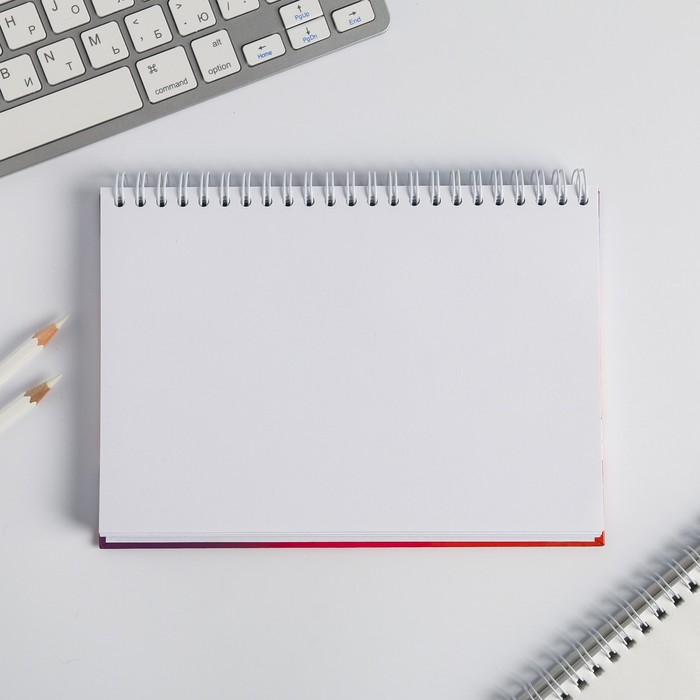 Н Р J О
N Т M Ь < Б > Ю / .
В И ⌘ command alt option
↑ PgUp
← Home ↓ PgDn → End